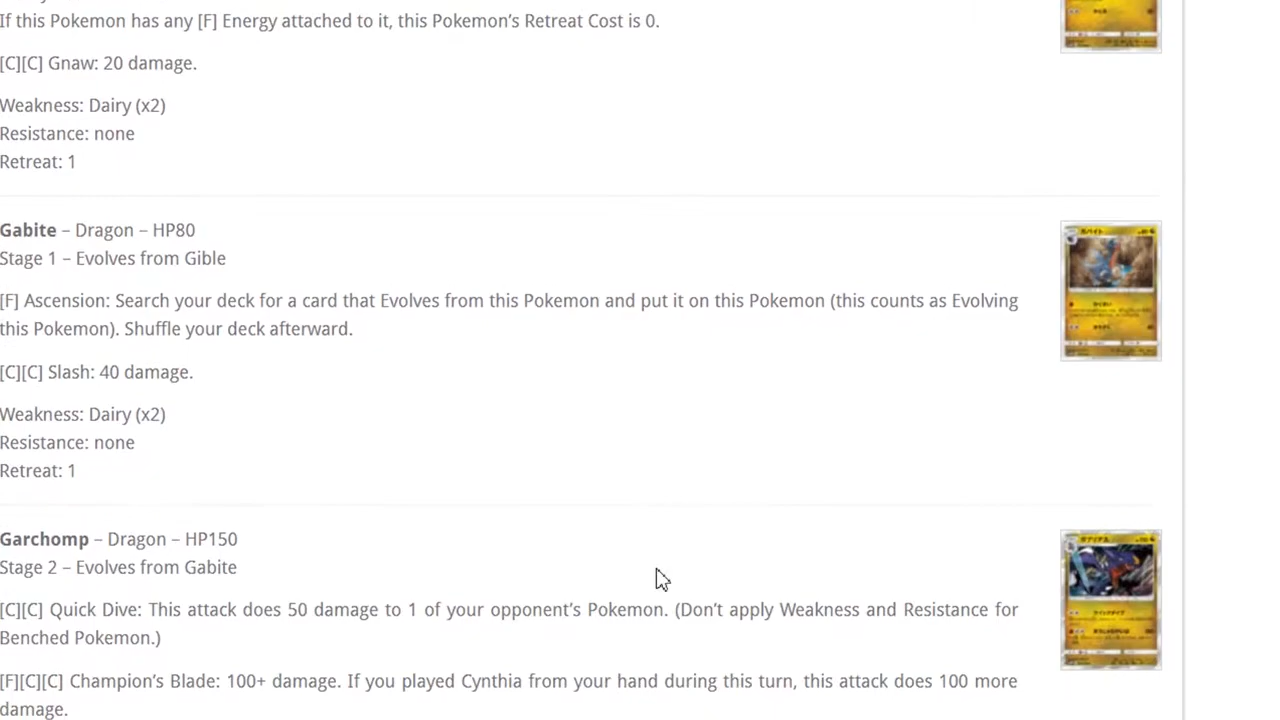 If this Pokemon has any [F] Energy attached to it, this Pokemon’s Retreat Cost is 0.
[C][C] Gnaw: 20 damage.
Weakness: Dairy (x2)
Resistance: none
Retreat: 1
Gabite – Dragon – HP80
Stage 1 – Evolves from Gible
[F] Ascension: Search your deck for a card that Evolves from this Pokemon and put it on this Pokemon (this counts as Evolving
this Pokemon). Shuffle your deck afterward.
[C][C] Slash: 40 damage.
Weakness: Dairy (x2)
Resistance: none
Retreat: 1
Garchomp – Dragon – HP150
Stage 2 – Evolves from Gabite
[C][C] Quick Dive: This attack does 50 damage to 1 of your opponent’s Pokemon. (Don’t apply Weakness and Resistance for
Benched Pokemon.)
[F][C][C] Champion’s Blade: 100+ damage. If you played Cynthia from your hand during this turn, this attack does 100 more
damage.